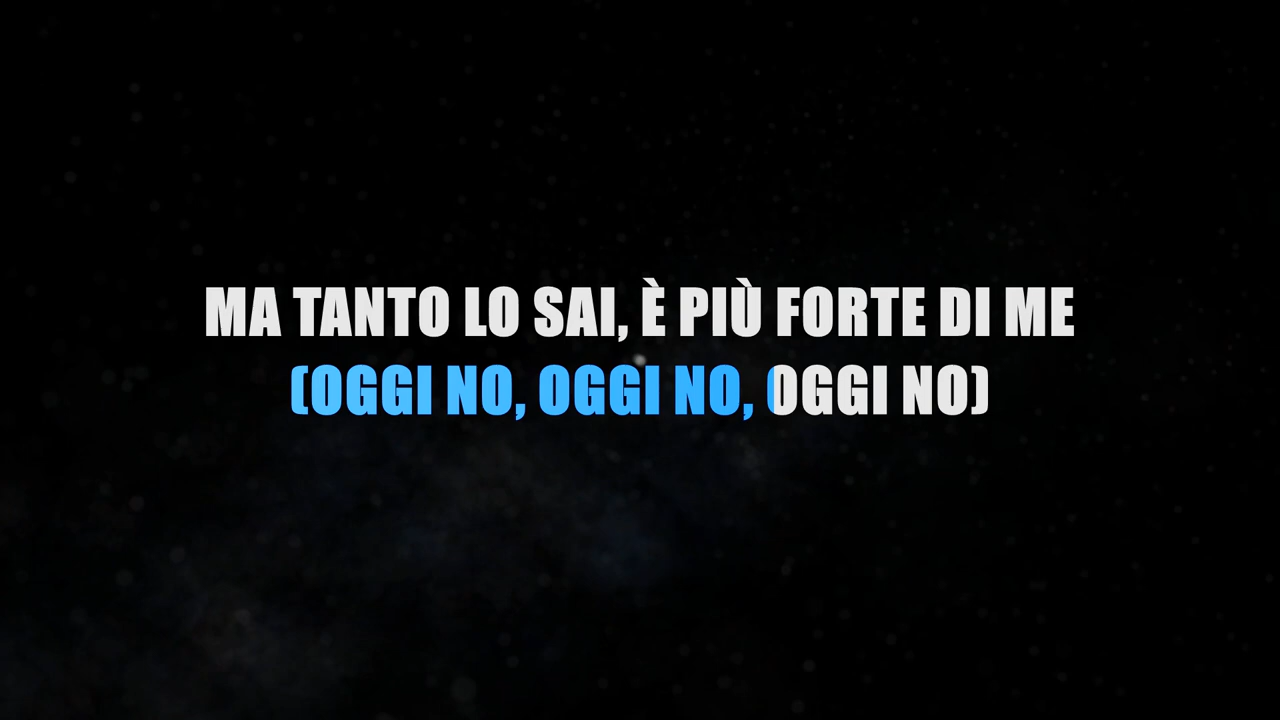 MA TANTO LO SAI, È PIÙ FORTE DI ME
(OGGI NO, OGGI NO, OGGI NO)